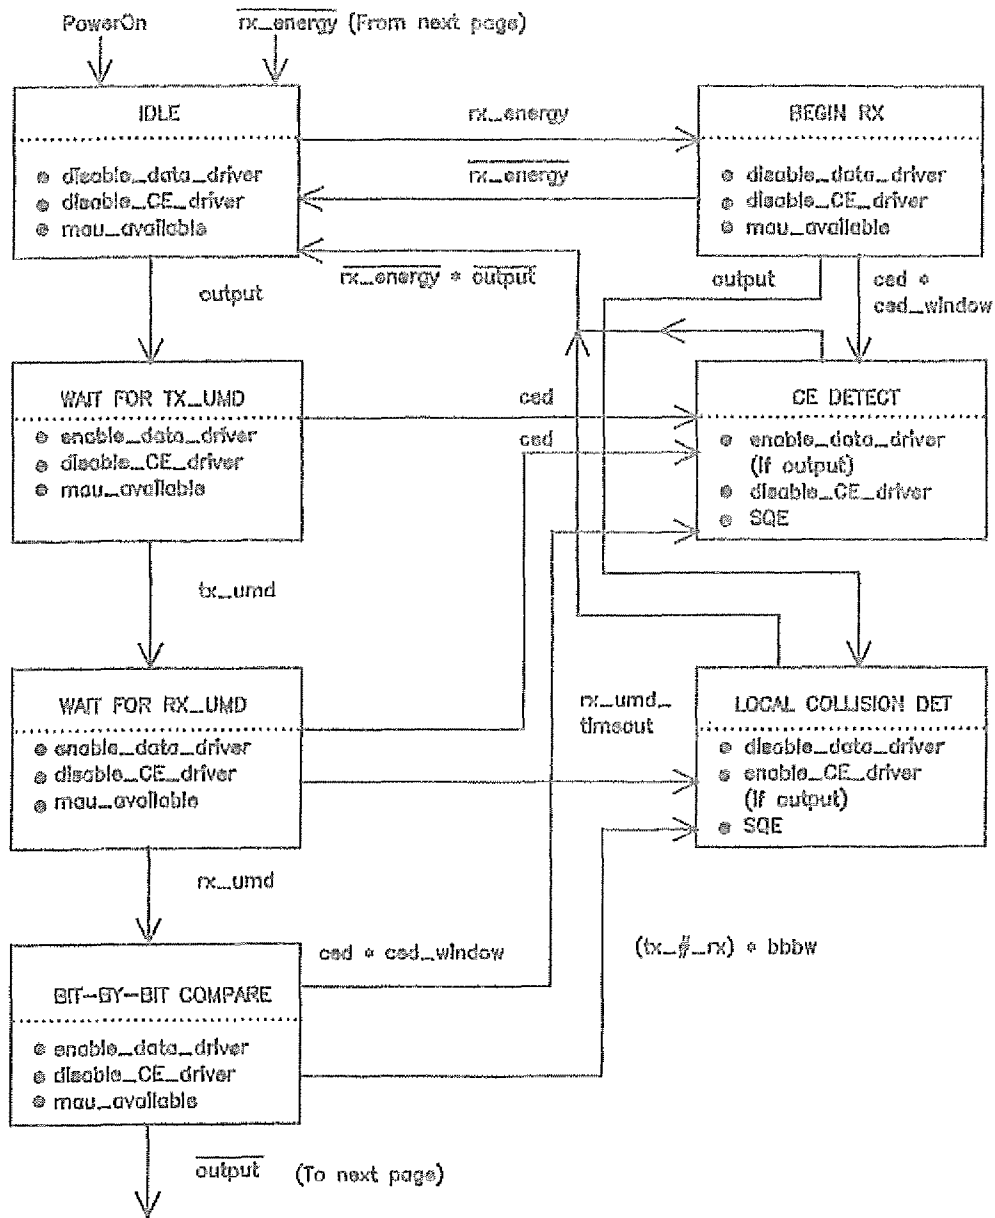 PowerOn
rx_energy (From next page)
IDLE
● disable_data_driver
● disable_CE_driver
● mau_available
rx_energy
rx_energy
BEGIN RX
● disable_data_driver
● disable_CE_driver
● mau_available
rx_energy * output
output
output
ced *
ced_window
WAIT FOR TX_UMD
● enable_data_driver
● disable_CE_driver
● mau_available
ced
ced
CE DETECT
● enable_data_driver
(if output)
● disable_CE_driver
● SQE
tx_umd
WAIT FOR RX_UMD
● enable_data_driver
● disable_CE_driver
● mau_available
rx_umd_
timeout
LOCAL COLLISION DET
● disable_data_driver
● enable_CE_driver
(if output)
● SQE
rx_umd
ced * ced_window
(tx_#_rx) * bbbw
BIT-BY-BIT COMPARE
● enable_data_driver
● disable_CE_driver
● mau_available
output (To next page)